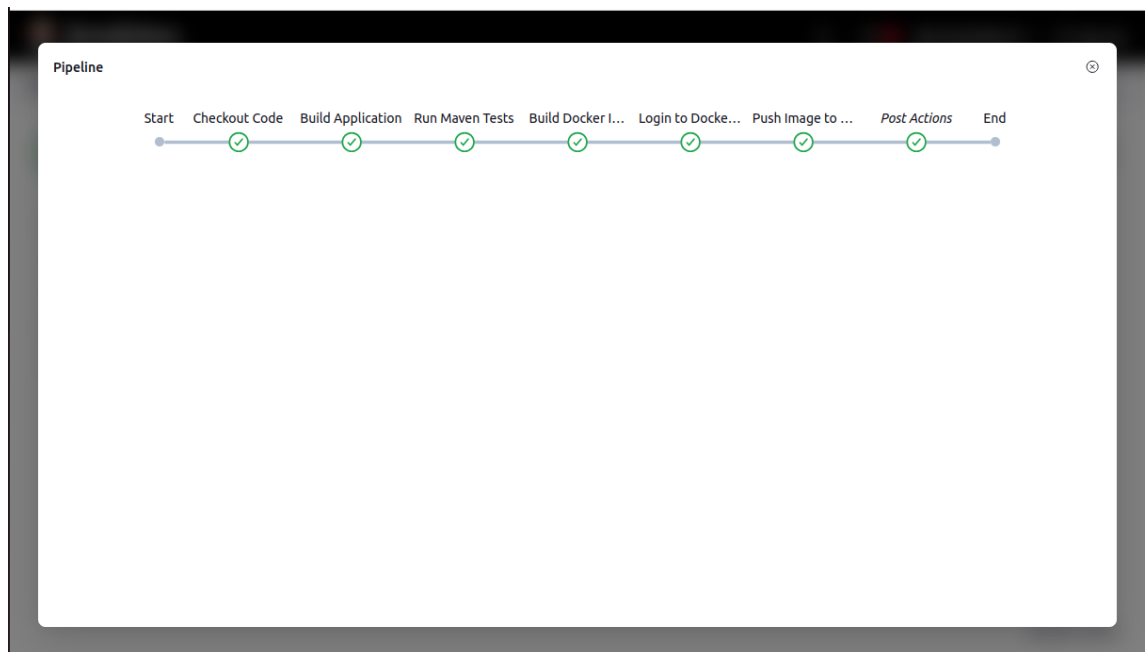 Pipeline
Start Checkout Code Build Application Run Maven Tests Build Docker I... Login to Docke... Push Image to ... Post Actions End